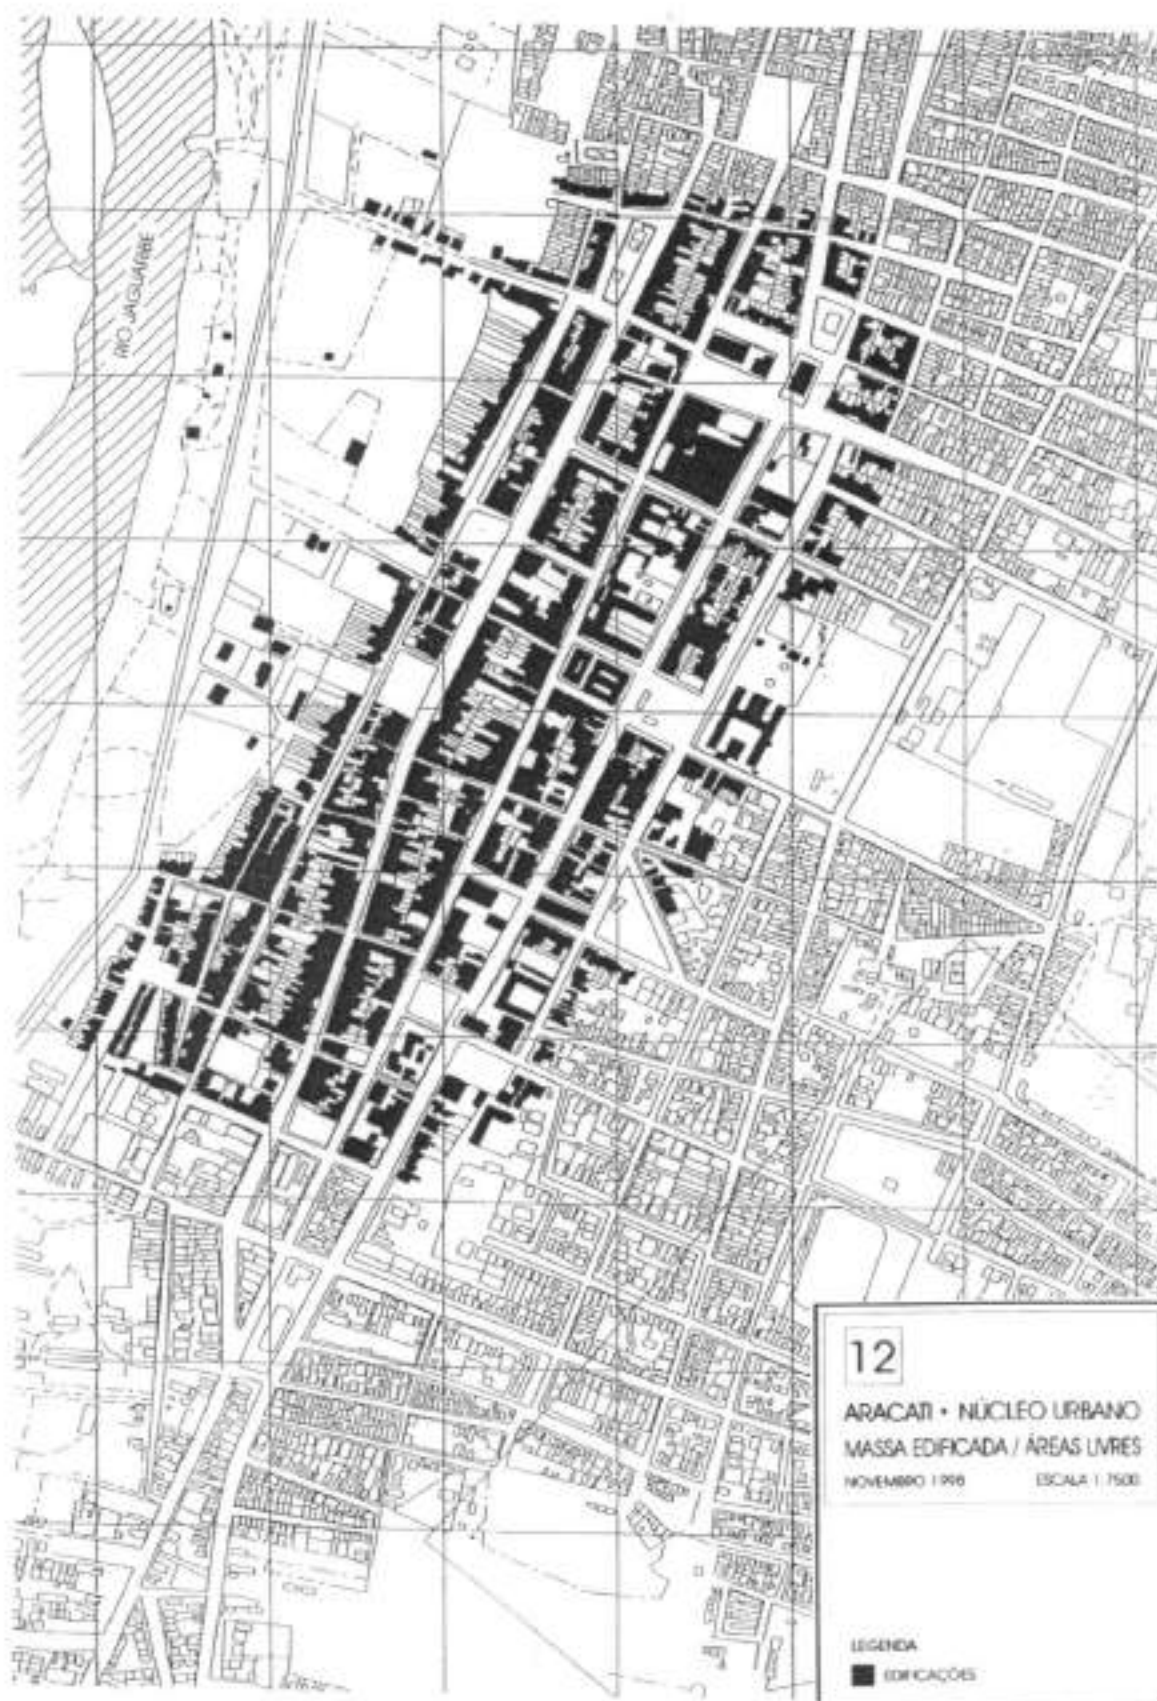 RIO JAGUARIBE
12
ARACATI • NÚCLEO URBANO
MASSA EDIFICADA / ÁREAS LIVRES
NOVEMBRO 1998 ESCALA 1:7500
LEGENDA
EDIFICAÇÕES